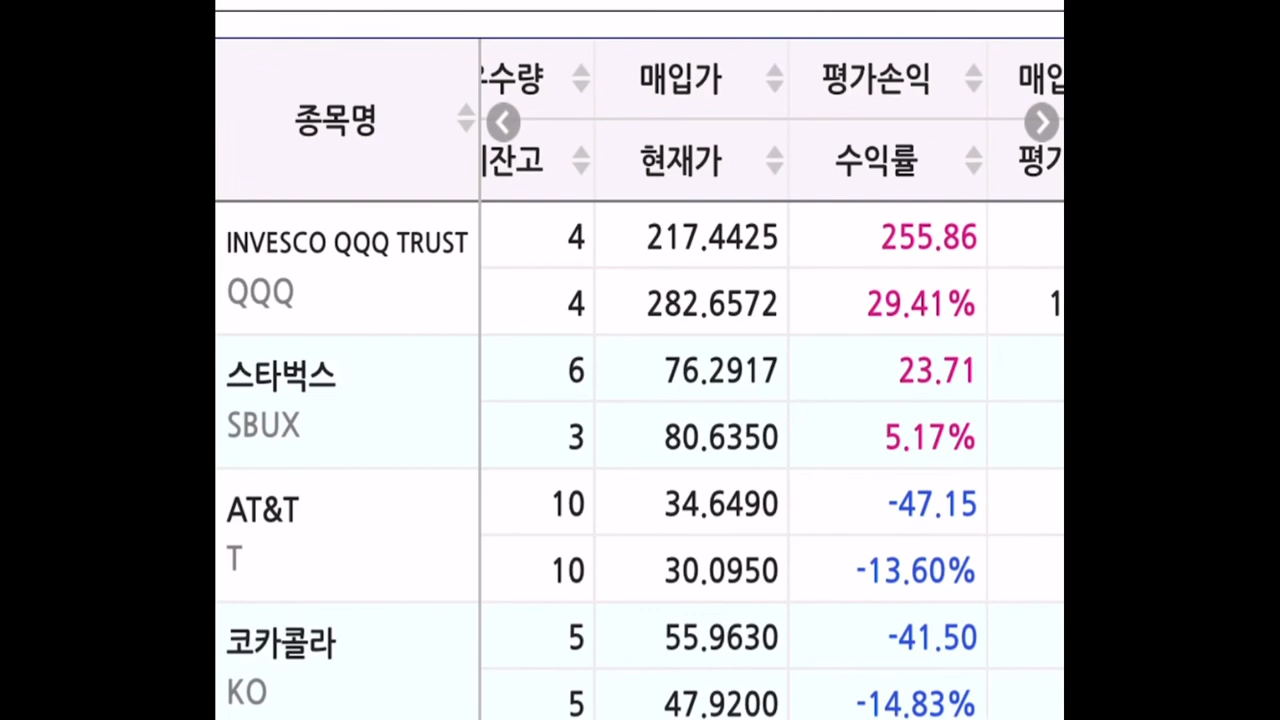 종목명
수량 매입가 평가손익
잔고 현재가 수익률
INVESCO QQQ TRUST 4 217.4425 255.86
QQQ 4 282.6572 29.41%
스타벅스 6 76.2917 23.71
SBUX 3 80.6350 5.17%
AT&T 10 34.6490 -47.15
T 10 30.0950 -13.60%
코카콜라 5 55.9630 -41.50
KO 5 47.9200 -14.83%